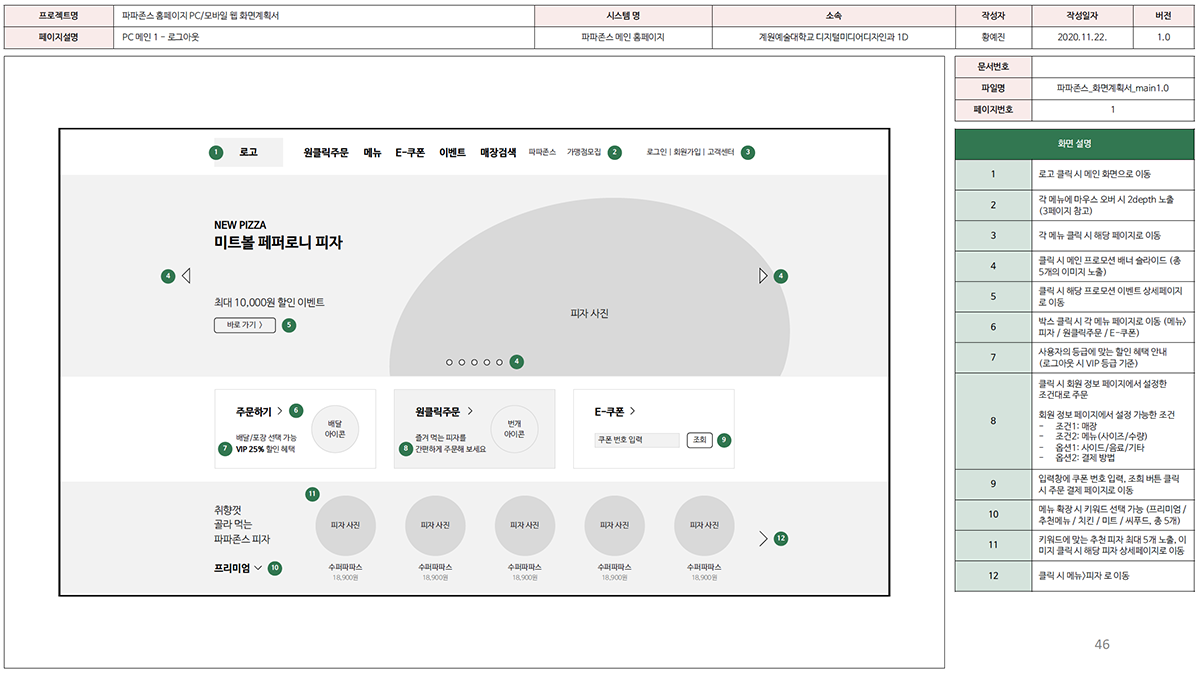 프로젝트명 파파존스 홈페이지 PC/모바일 웹 화면계획서 시스템 명 소속 작성자 작성일자 버전
페이지설명 PC 메인 1 - 로그아웃 파파존스 메인 홈페이지 계원예술대학교 디지털미디어디자인과 1D 황예진 2020.11.22. 1.0
문서번호
파일명 파파존스_화면계획서_main1.0
페이지번호 1
1 로고 원클릭주문 메뉴 E-쿠폰 이벤트 매장검색 파파존스 가맹점모집 2 로그인 | 회원가입 | 고객센터 3
NEW PIZZA
미트볼 페퍼로니 피자
4 4
최대 10,000원 할인 이벤트
바로 가기 〉 5
피자 사진
4
주문하기 〉 6
배달/포장 선택 가능
7 VIP 25% 할인 혜택
배달
아이콘
원클릭주문 〉
즐겨 먹는 피자를
8 간편하게 주문해 보세요
번개
아이콘
E-쿠폰 〉
쿠폰 번호 입력 조회 9
취향껏
골라 먹는
파파존스 피자
프리미엄 10
11
피자 사진 피자 사진 피자 사진 피자 사진 피자 사진
수퍼파파스 수퍼파파스 수퍼파파스 수퍼파파스 수퍼파파스
18,900원 18,900원 18,900원 18,900원 18,900원
12
화면 설명
1 로고 클릭 시 메인 화면으로 이동
2 각 메뉴에 마우스 오버 시 2depth 노출
(3페이지 참고)
3 각 메뉴 클릭 시 해당 페이지로 이동
4 클릭 시 메인 프로모션 배너 슬라이드 (총
5개의 이미지 노출)
5 클릭 시 해당 프로모션 이벤트 상세페이지
로 이동
6 박스 클릭 시 각 메뉴 페이지로 이동 (메뉴〉
피자 / 원클릭주문 / E-쿠폰)
7 사용자의 등급에 맞는 할인 혜택 안내
(로그아웃 시 VIP 등급 기준)
8 클릭 시 회원 정보 페이지에서 설정한
조건대로 주문
회원 정보 페이지에서 설정 가능한 조건
- 조건1: 매장
- 조건2: 메뉴(사이즈/수량)
- 옵션1: 사이드/음료/기타
- 옵션2: 결제 방법
9 입력창에 쿠폰 번호 입력, 조회 버튼 클릭
시 주문 결제 페이지로 이동
10 메뉴 확장 시 키워드 선택 가능 (프리미엄 /
추천메뉴 / 치킨 / 미트 / 씨푸드, 총 5개)
11 키워드에 맞는 추천 피자 최대 5개 노출, 이
미지 클릭 시 해당 피자 상세페이지로 이동
12 클릭 시 메뉴〉피자 로 이동
46